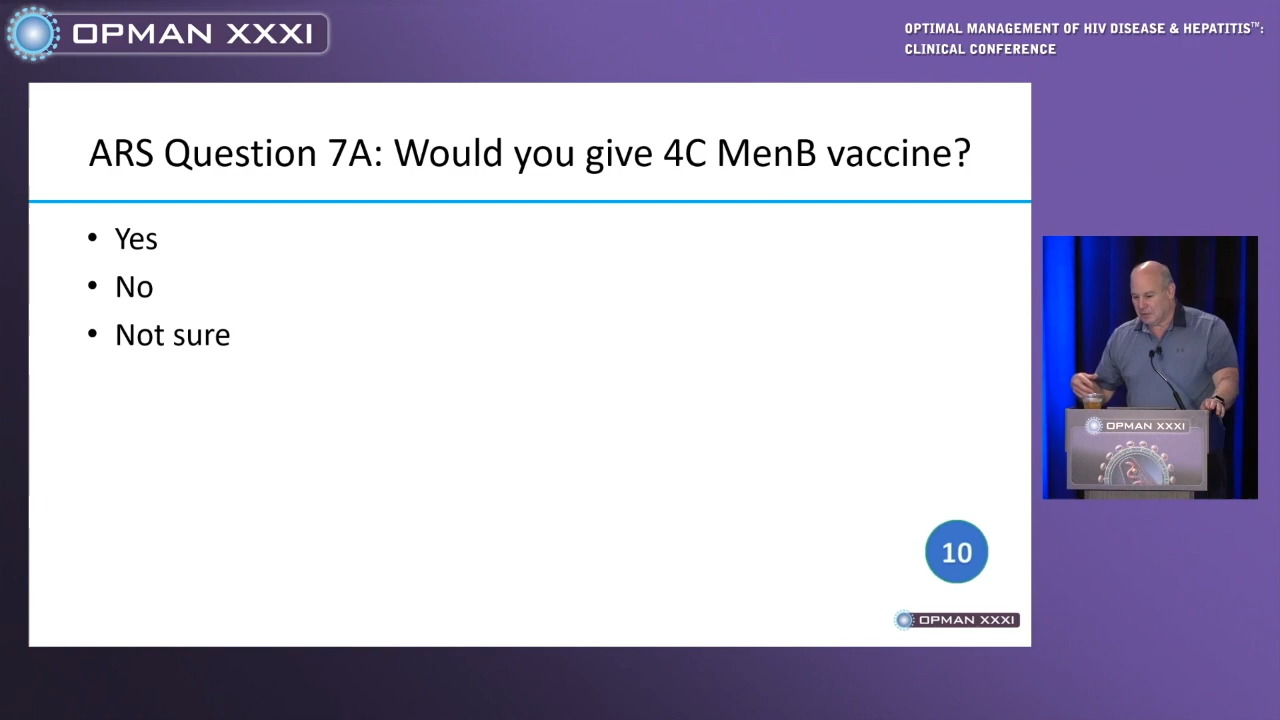 OPMAN XXXI
OPTIMAL MANAGEMENT OF HIV DISEASE & HEPATITIS™:
CLINICAL CONFERENCE
ARS Question 7A: Would you give 4C MenB vaccine?
• Yes
• No
• Not sure
10
OPMAN XXXI
OPMAN XXXI